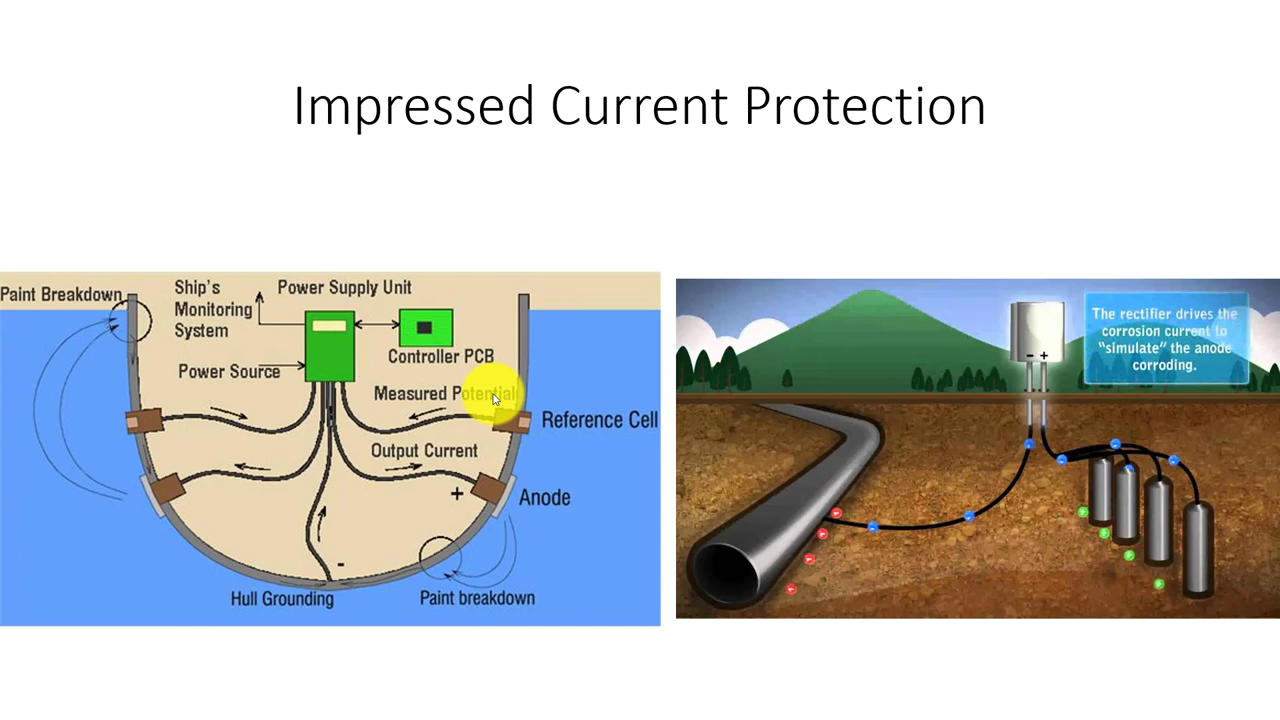 Impressed Current Protection
Paint Breakdown
Ship's
Monitoring
System
Power Supply Unit
Controller PCB
Power Source
Measured Potential
Reference Cell
Output Current
+
Anode
-
Hull Grounding
Paint breakdown
- +
The rectifier drives the
corrosion current to
“simulate” the anode
corroding.